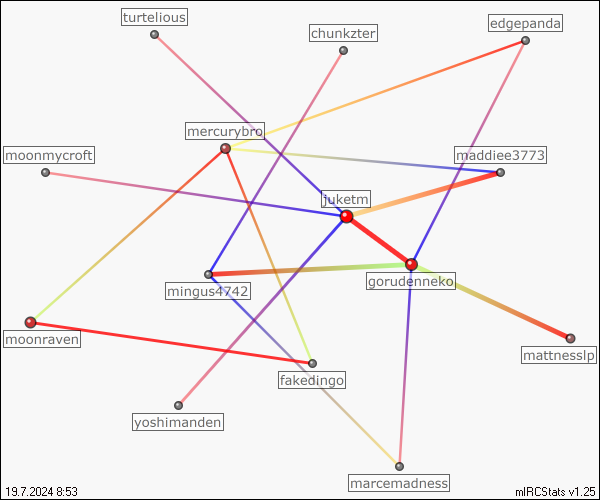 turtelious
chunkzter
edgepanda
mercurybro
moonmycroft
maddiee3773
juketm
gorudenneko
mingus4742
moonraven
mattnesslp
fakedingo
yoshimanden
marcemadness
19.7.2024 8:53
mIRCStats v1.25